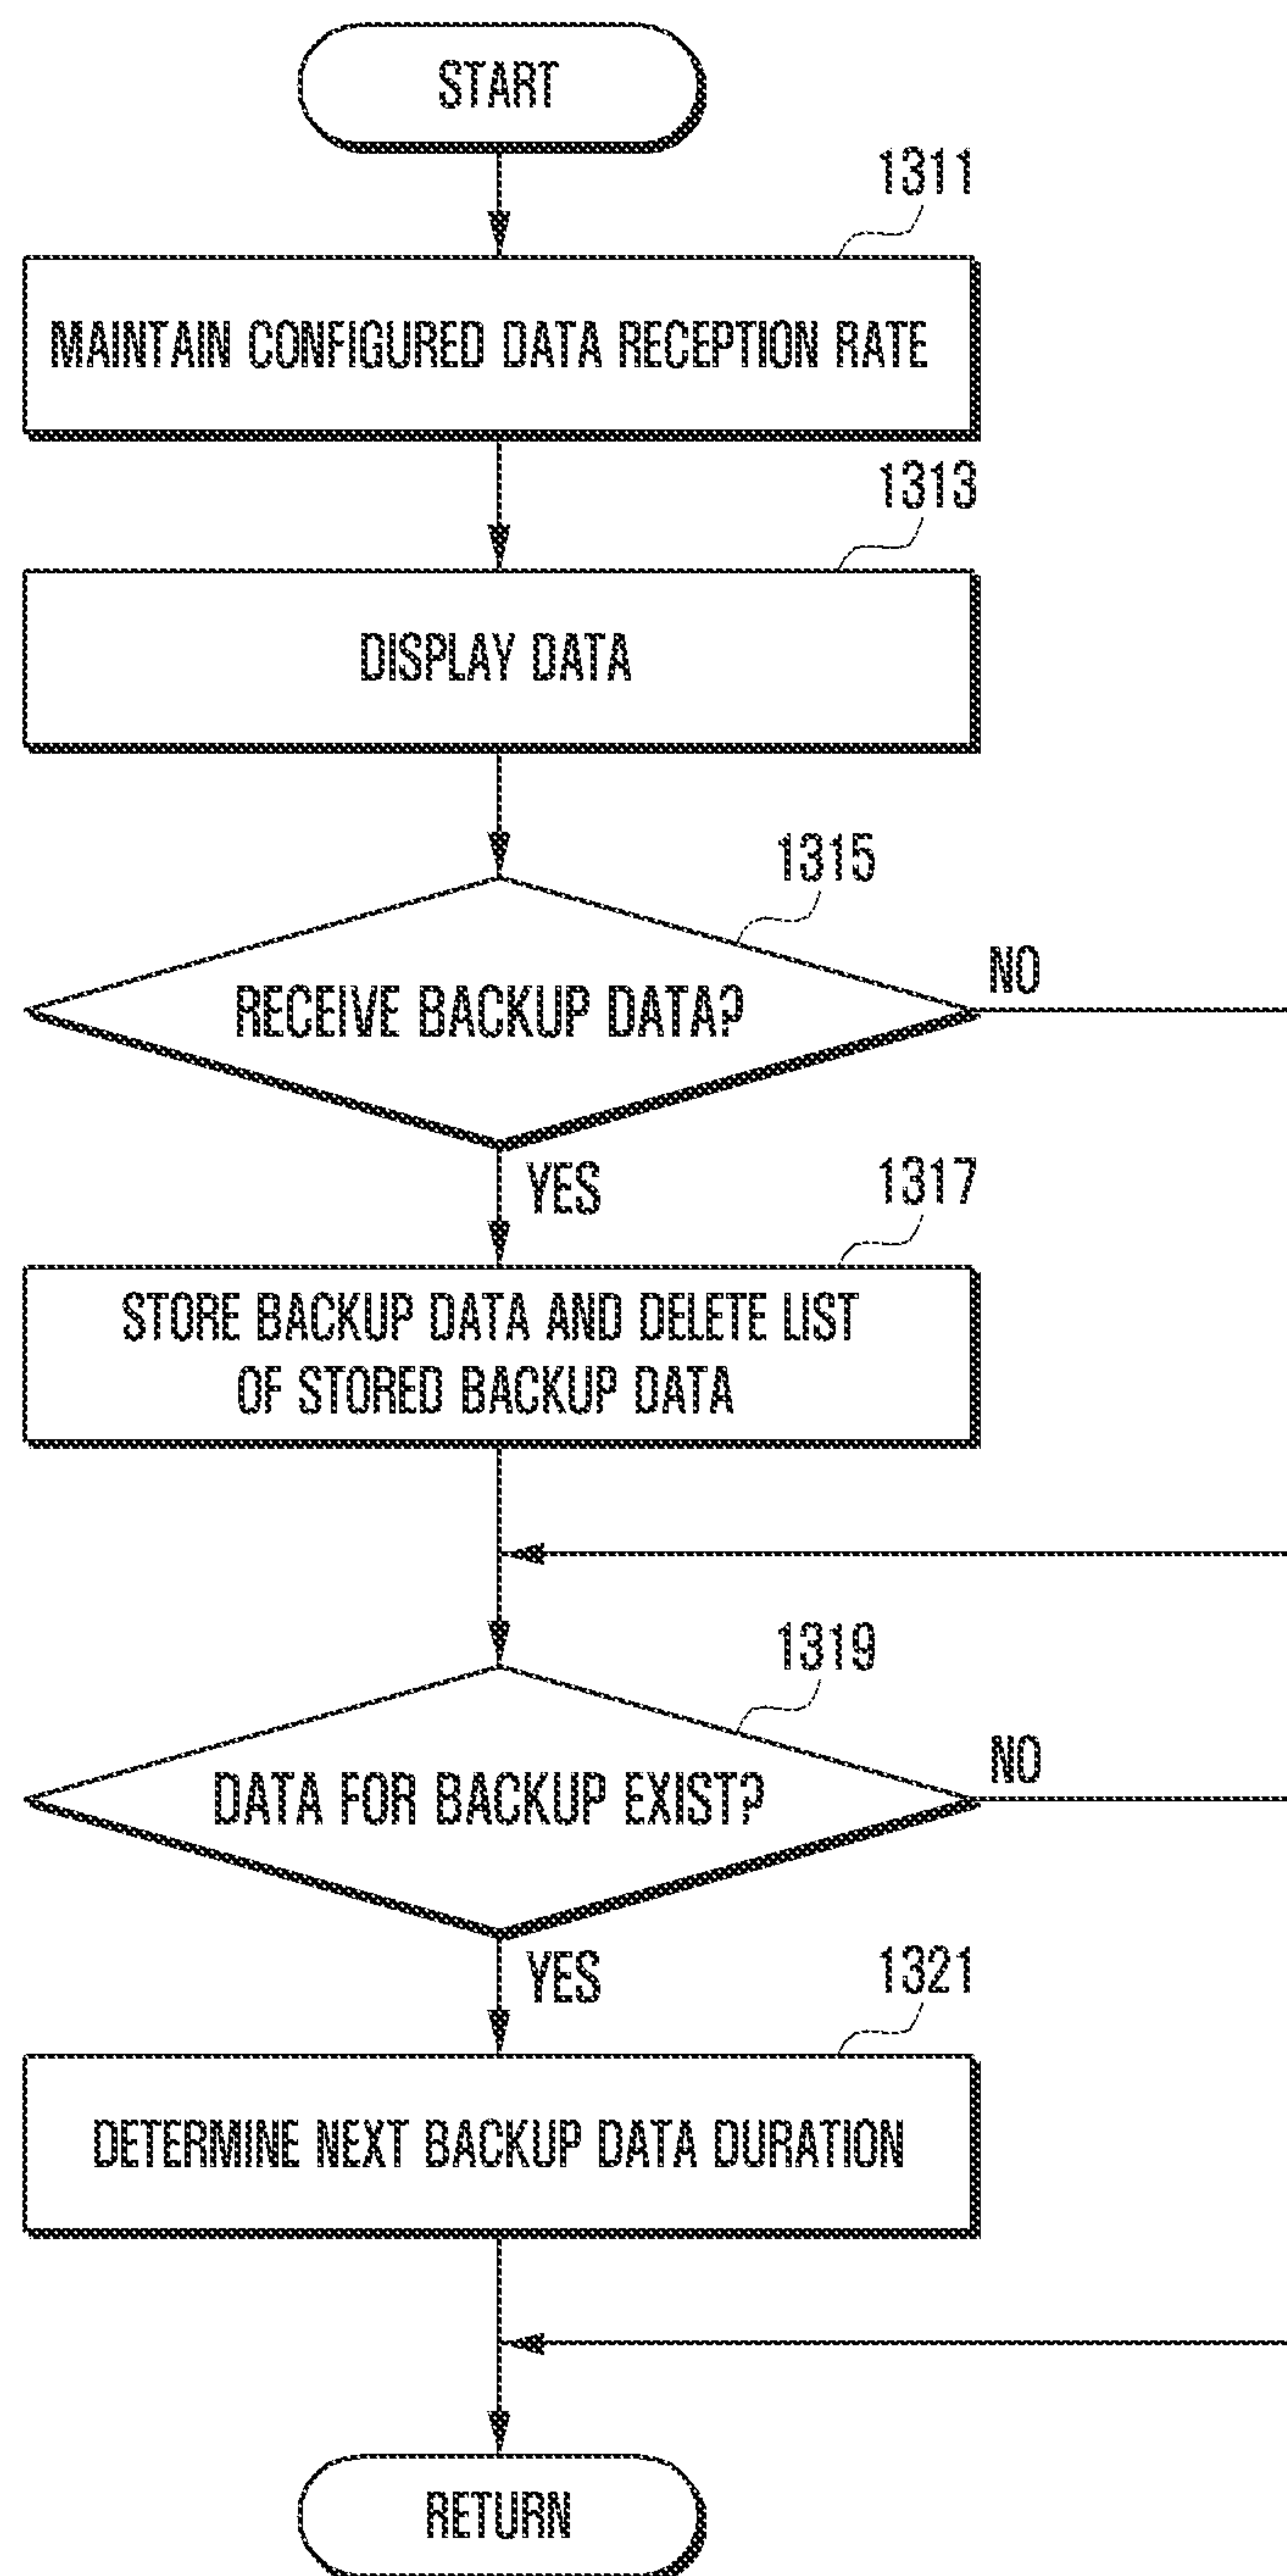 START
1311
MAINTAIN CONFIGURED DATA RECEPTION RATE
1313
DISPLAY DATA
1315
RECEIVE BACKUP DATA?
NO
YES
1317
STORE BACKUP DATA AND DELETE LIST
OF STORED BACKUP DATA
1319
DATA FOR BACKUP EXIST?
NO
YES
1321
DETERMINE NEXT BACKUP DATA DURATION
RETURN